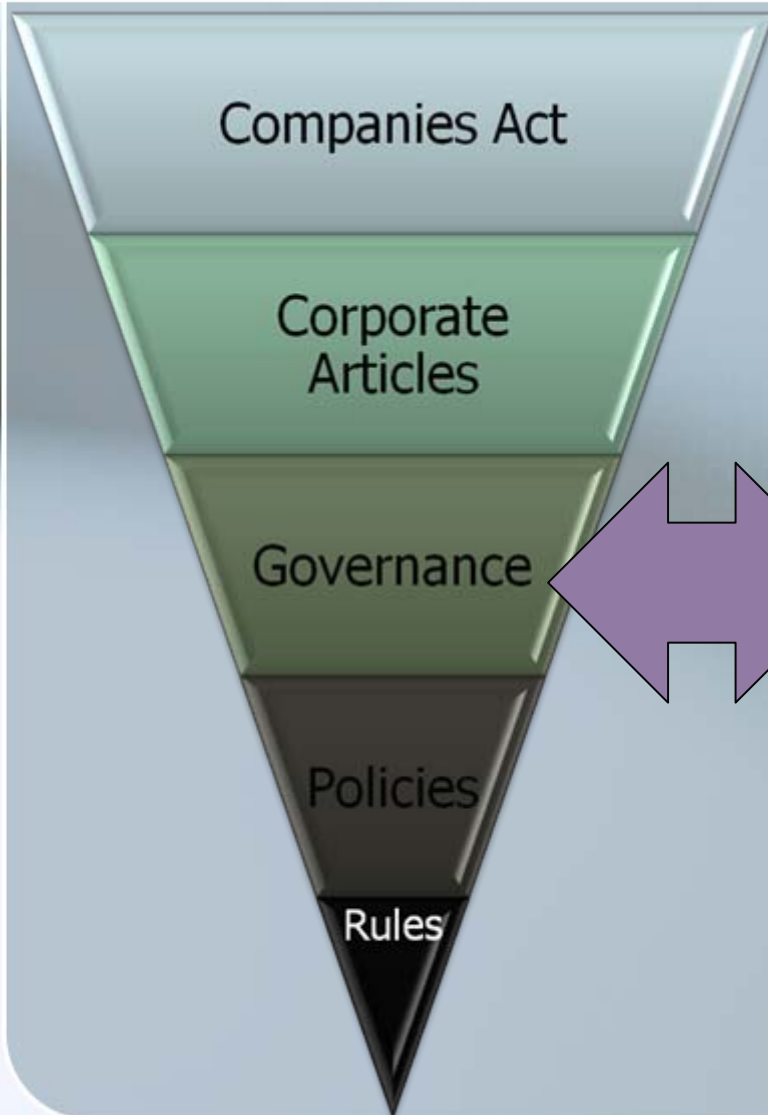 Companies Act
Corporate
Articles
Governance
Policies
Rules